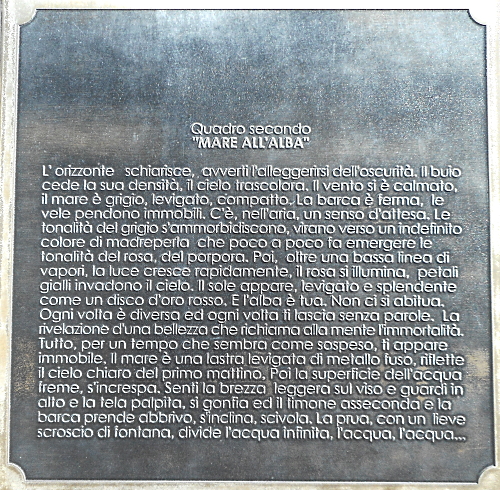 Quadro secondo
"MARE ALL'ALBA"
L' orizzonte schiarisce, avverti l'alleggerirsi dell'oscurità. Il buio
cede la sua densità, il cielo trascolora. Il vento si è calmato,
il mare è grigio, levigato, compatto. La barca è ferma, le
vele pendono immobili. C'è, nell'aria, un senso d'attesa. Le
tonalità del grigio s'ammorbidiscono, virano verso un indefinito
colore di madreperla che poco a poco fa emergere le
tonalità del rosa, del porpora. Poi, oltre una bassa linea di
vapori, la luce cresce rapidamente, il rosa si illumina, petali
gialli invadono il cielo. Il sole appare, levigato e splendente
come un disco d'oro rosso. E l'alba è tua. Non ci si abitua.
Ogni volta è diversa ed ogni volta ti lascia senza parole. La
rivelazione d'una bellezza che richiama alla mente l'immortalità.
Tutto, per un tempo che sembra come sospeso, ti appare
immobile. Il mare è una lastra levigata di metallo fuso, riflette
il cielo chiaro del primo mattino. Poi la superficie dell'acqua
freme, s'increspa. Senti la brezza leggera sul viso e guardi in
alto e la tela palpita, si gonfia ed il timone asseconda e la
barca prende abbrivo, s'inclina, scivola. La prua, con un lieve
scroscio di fontana, divide l'acqua infinita, l'acqua, l'acqua...